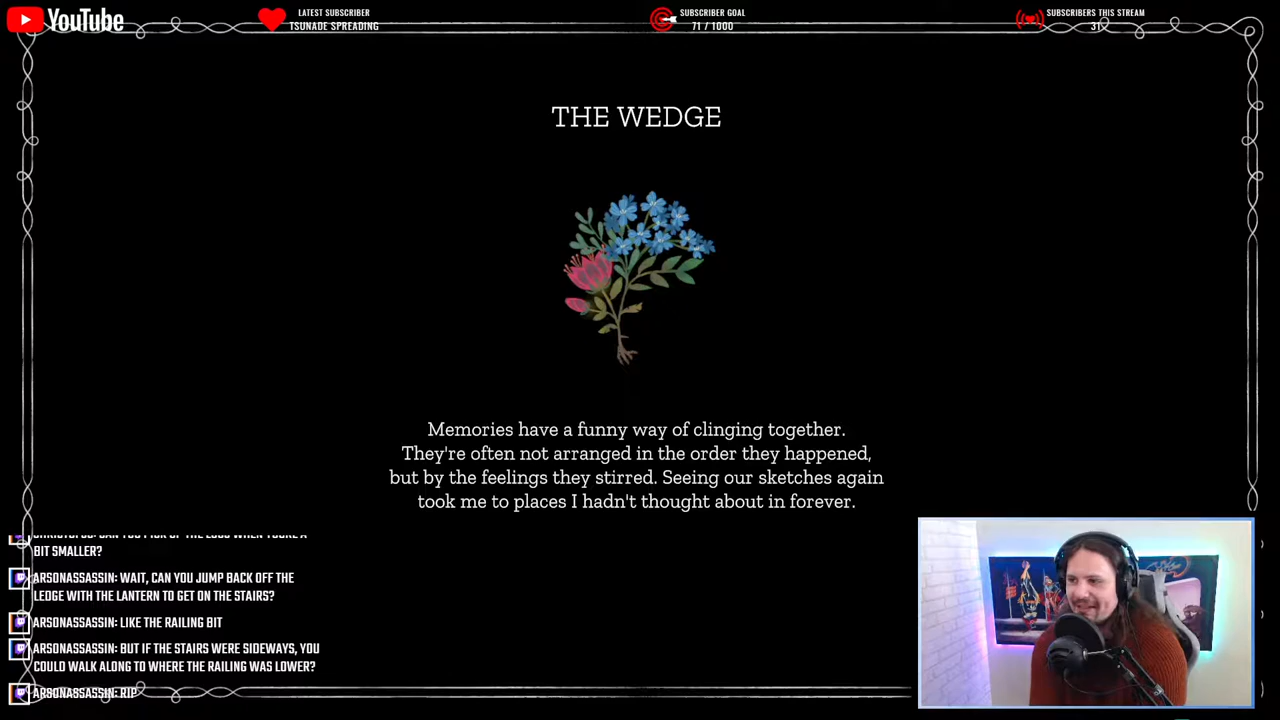 YouTube
LATEST SUBSCRIBER
TSUNADE SPREADING
SUBSCRIBER GOAL
71 / 1000
SUBSCRIBERS THIS STREAM
31
THE WEDGE
Memories have a funny way of clinging together.
They're often not arranged in the order they happened,
but by the feelings they stirred. Seeing our sketches again
took me to places I hadn't thought about in forever.
BIT SMALLER?
ARSONASSASSIN: WAIT, CAN YOU JUMP BACK OFF THE
LEDGE WITH THE LANTERN TO GET ON THE STAIRS?
ARSONASSASSIN: LIKE THE RAILING BIT
ARSONASSASSIN: BUT IF THE STAIRS WERE SIDEWAYS, YOU
COULD WALK ALONG TO WHERE THE RAILING WAS LOWER?
ARSONASSASSIN: RIP